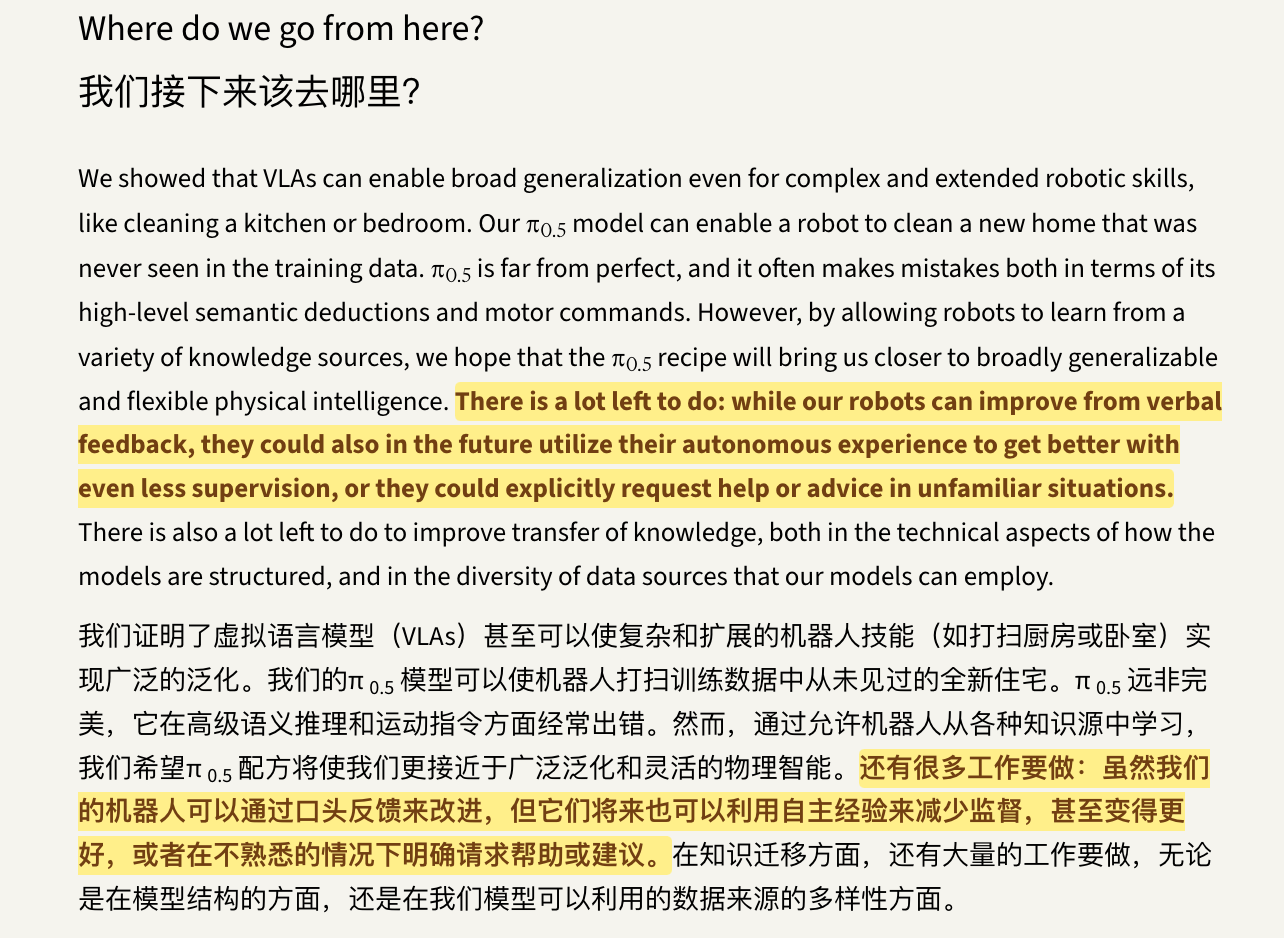 Where do we go from here?
我们接下来该去哪里？
We showed that VLAs can enable broad generalization even for complex and extended robotic skills,
like cleaning a kitchen or bedroom. Our π0.5 model can enable a robot to clean a new home that was
never seen in the training data. π0.5 is far from perfect, and it often makes mistakes both in terms of its
high-level semantic deductions and motor commands. However, by allowing robots to learn from a
variety of knowledge sources, we hope that the π0.5 recipe will bring us closer to broadly generalizable
and flexible physical intelligence. There is a lot left to do: while our robots can improve from verbal
feedback, they could also in the future utilize their autonomous experience to get better with
even less supervision, or they could explicitly request help or advice in unfamiliar situations.
There is also a lot left to do to improve transfer of knowledge, both in the technical aspects of how the
models are structured, and in the diversity of data sources that our models can employ.
我们证明了虚拟语言模型（VLAs）甚至可以使复杂和扩展的机器人技能（如打扫厨房或卧室）实
现广泛的泛化。我们的π 0.5 模型可以使机器人打扫训练数据中从未见过的全新住宅。π 0.5 远非完
美，它在高级语义推理和运动指令方面经常出错。然而，通过允许机器人从各种知识源中学习，
我们希望π 0.5 配方将使我们更接近于广泛泛化和灵活的物理智能。还有很多工作要做：虽然我们
的机器人可以通过口头反馈来改进，但它们将来也可以利用自主经验来减少监督，甚至变得更
好，或者在不熟悉的情况下明确请求帮助或建议。在知识迁移方面，还有大量的工作要做，无论
是在模型结构的方面，还是在我们模型可以利用的数据来源的多样性方面。